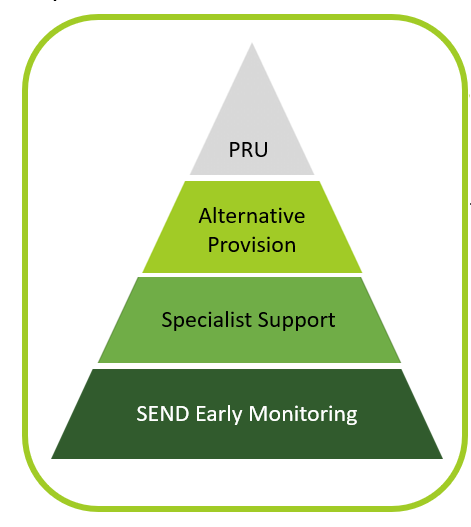 PRU
Alternative
Provision
Specialist Support
SEND Early Monitoring